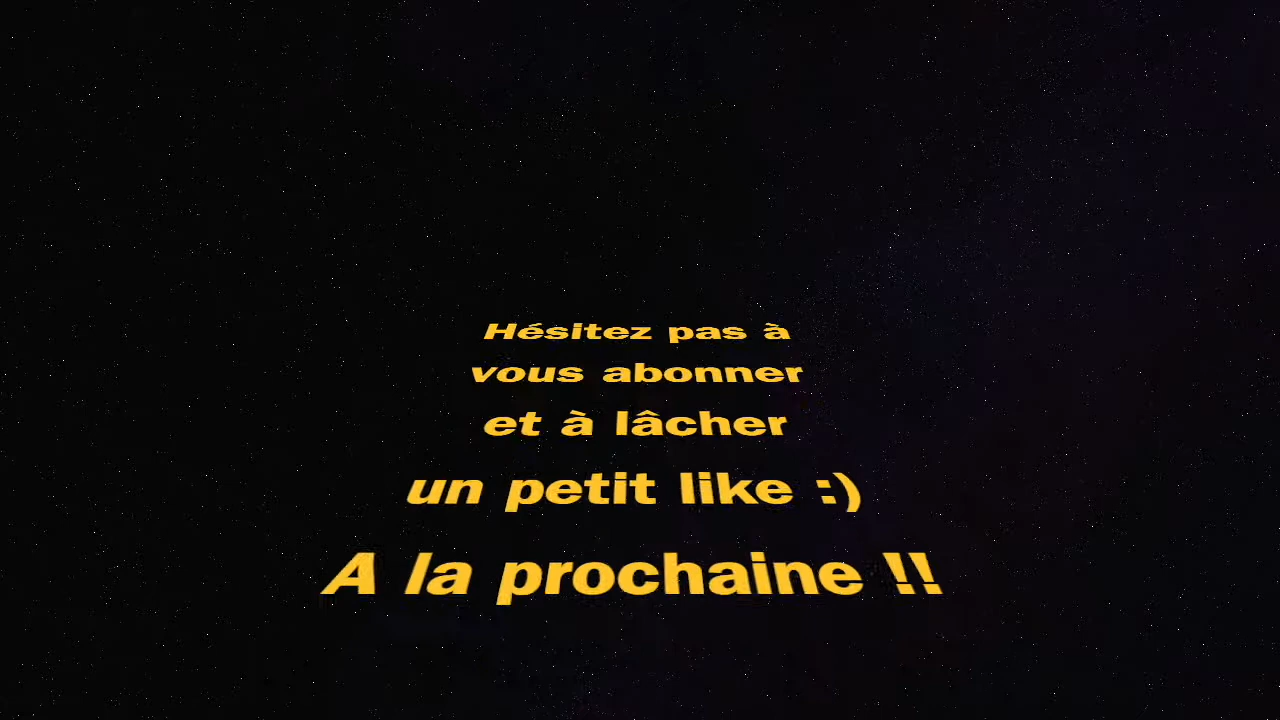 Hésitez pas à
vous abonner
et à lâcher
un petit like :)
A la prochaine !!